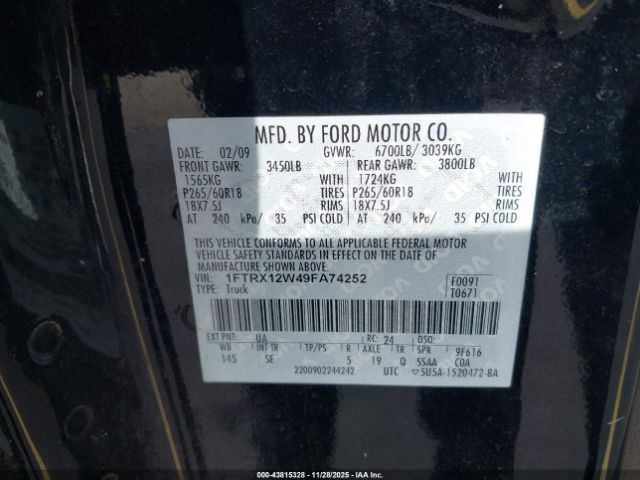 MFD. BY FORD MOTOR CO.
DATE: 02/09 GVWR: 6700LB/ 3039KG
FRONT GAWR: 3450LB REAR GAWR: 3800LB
1565KG WITH 1724KG WITH
P265/60R18 TIRES P265/60R18 TIRES
18X7.5J RIMS 18X7.5J RIMS
AT 240 kPa/ 35 PSI COLD AT 240 kPa/ 35 PSI COLD
THIS VEHICLE CONFORMS TO ALL APPLICABLE FEDERAL MOTOR
VEHICLE SAFETY STANDARDS IN EFFECT ON THE DATE OF
MANUFACTURE SHOWN ABOVE.
VIN: 1FTRX12W49FA74252 F0091
TYPE: Truck T0671
EXT PNT: UA RC: 24 DSO:
WB INT TR TP/PS R AXLE TR SPR 9F616
145 SE 5 19 Q SSAA C0A
2200902244242 UTC ▽5U5A-1520472-BA
000-43815328 - 11/28/2025 - IAAI.COM